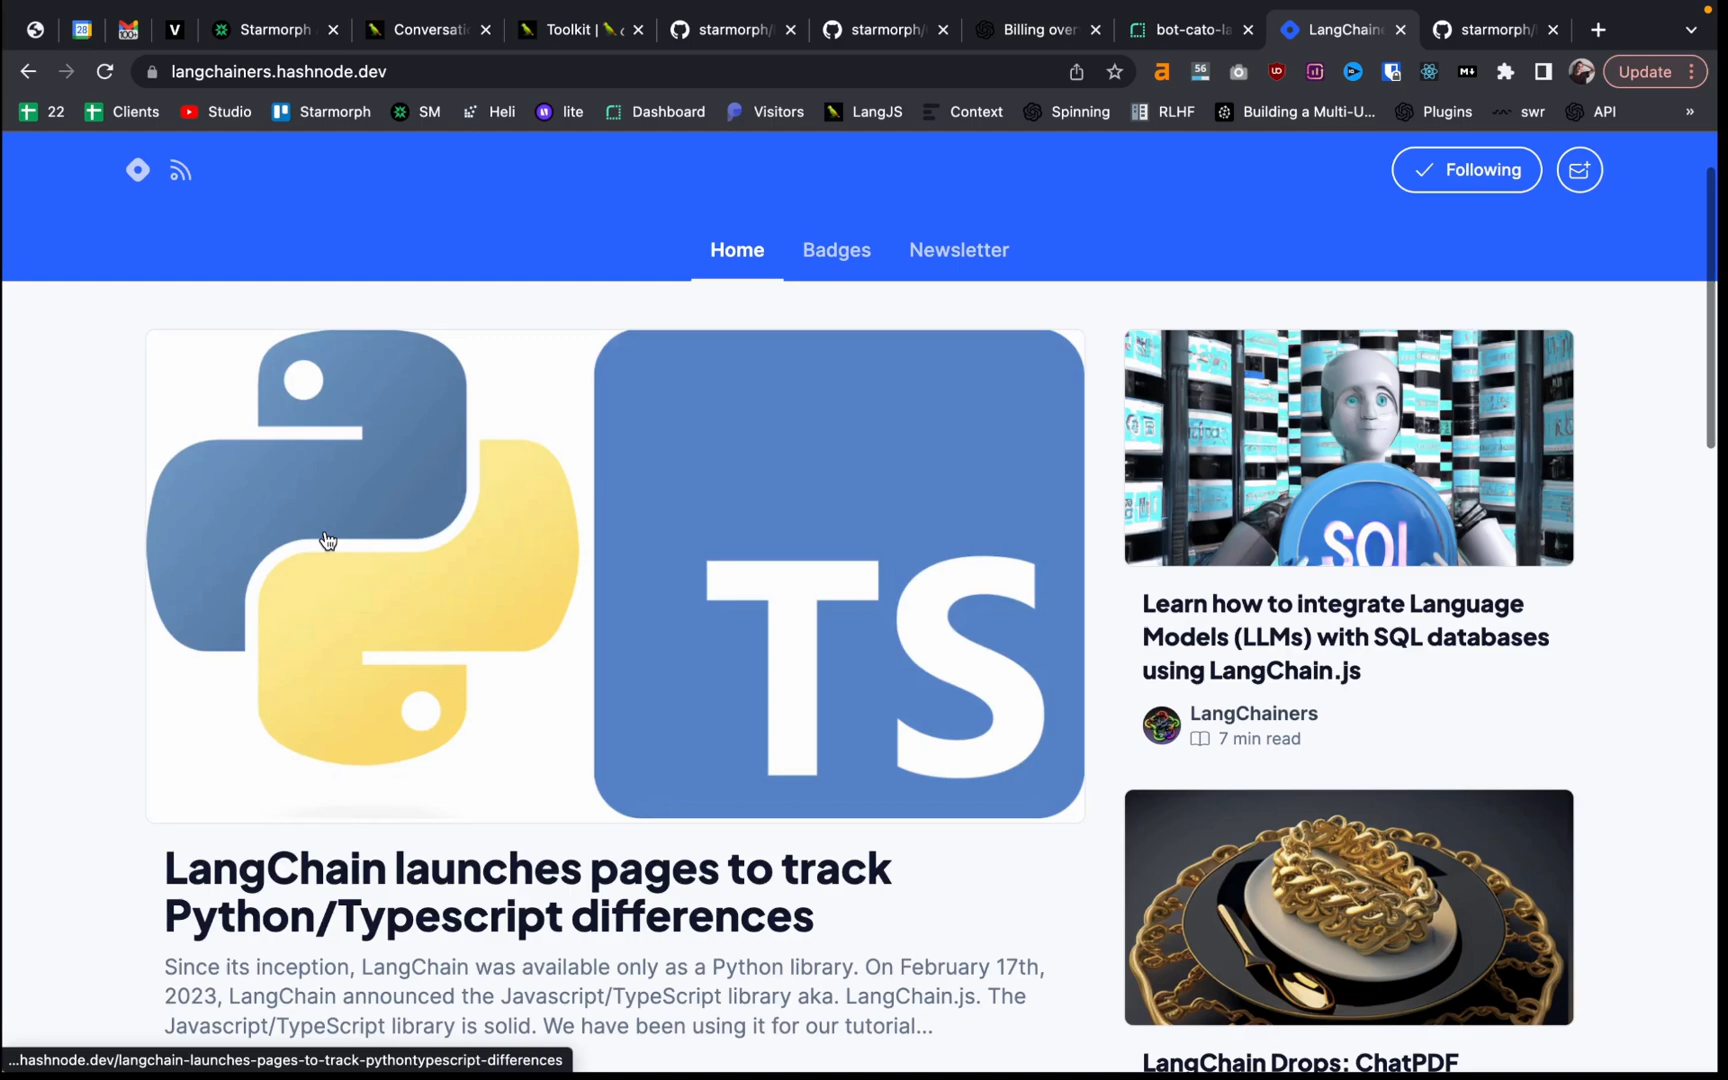 Starmorph
Conversati
Toolkit |
starmorph/
starmorph/
Billing over
bot-cato-la
LangChaine
starmorph/
langchainers.hashnode.dev
56
Update
22
Clients
Studio
Starmorph
SM
Heli
lite
Dashboard
Visitors
LangJS
Context
Spinning
RLHF
Building a Multi-U...
Plugins
swr
API
»
Following
Home
Badges
Newsletter
TS
SQL
Learn how to integrate Language
Models (LLMs) with SQL databases
using LangChain.js
LangChainers
7 min read
LangChain launches pages to track
Python/Typescript differences
Since its inception, LangChain was available only as a Python library. On February 17th,
2023, LangChain announced the Javascript/TypeScript library aka. LangChain.js. The
Javascript/TypeScript library is solid. We have been using it for our tutorial...
LangChain Drops: ChatPDF
...hashnode.dev/langchain-launches-pages-to-track-pythontypescript-differences